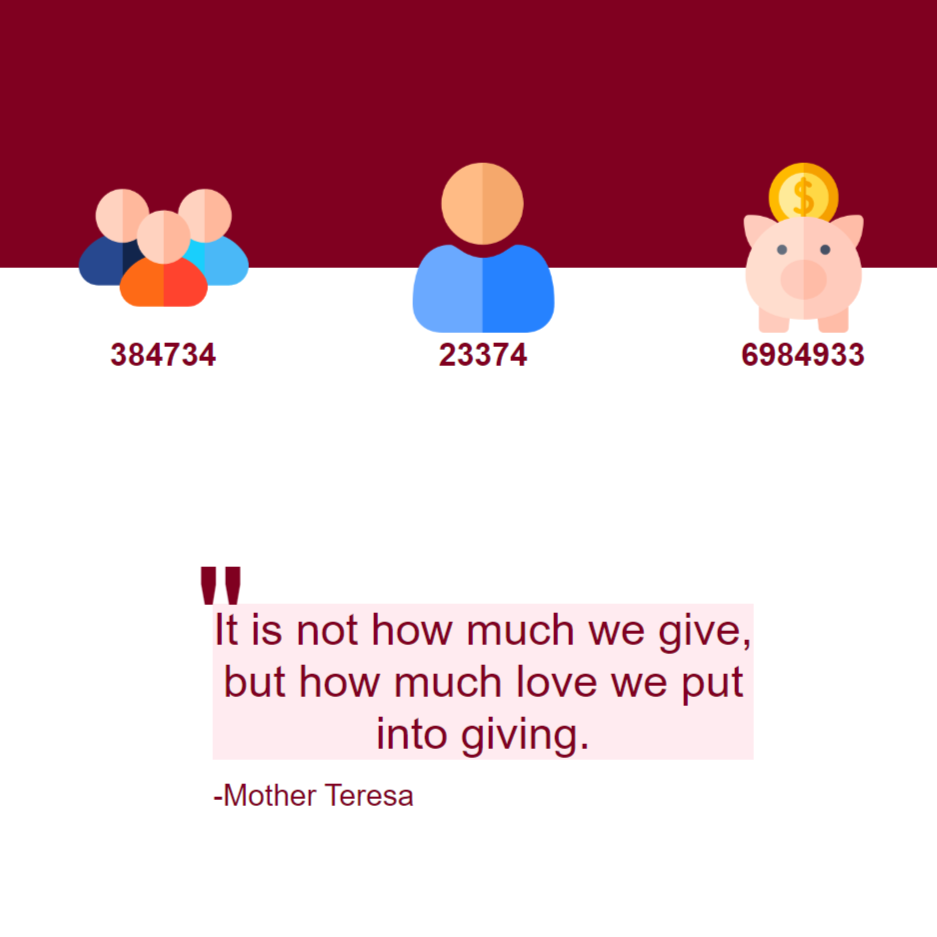 $
384734 23374 6984933
"
It is not how much we give,
but how much love we put
into giving.
-Mother Teresa